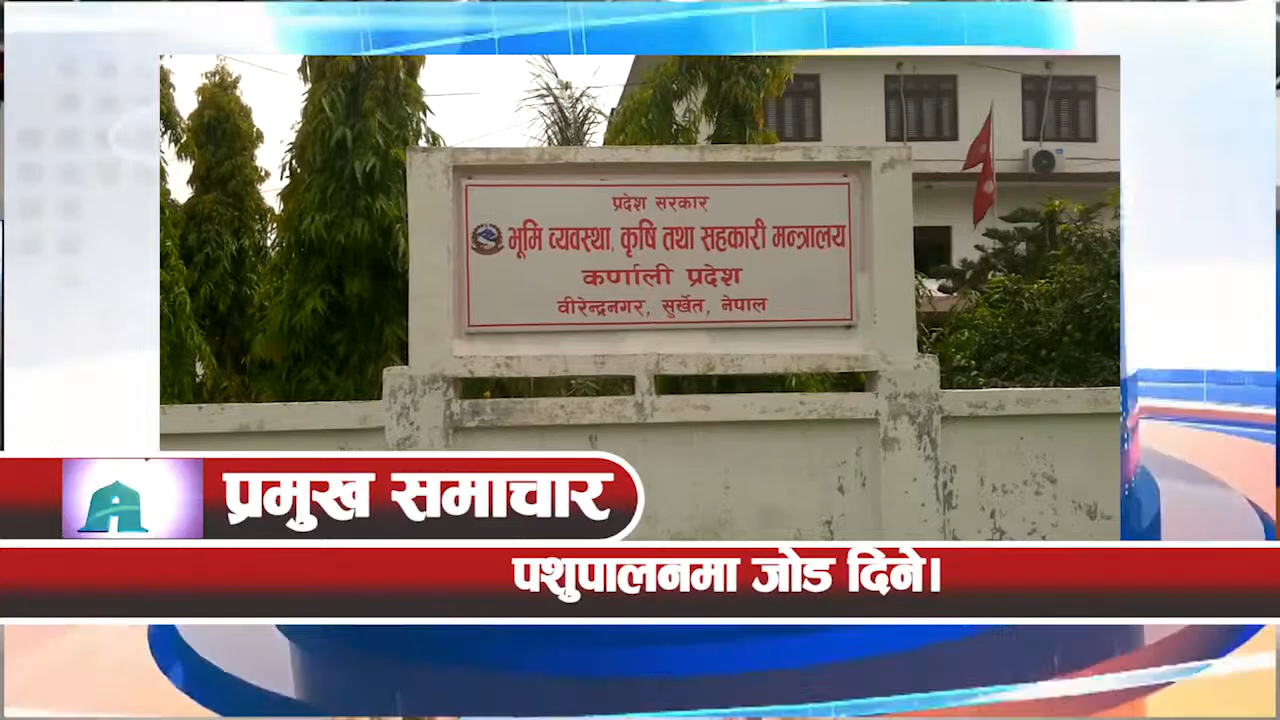 प्रदेश सरकार
भूमि व्यवस्था, कृषि तथा सहकारी मन्त्रालय
कर्णाली प्रदेश
वीरेन्द्रनगर, सुर्खेत, नेपाल
प्रमुख समाचार
पशुपालनमा जोड दिने।